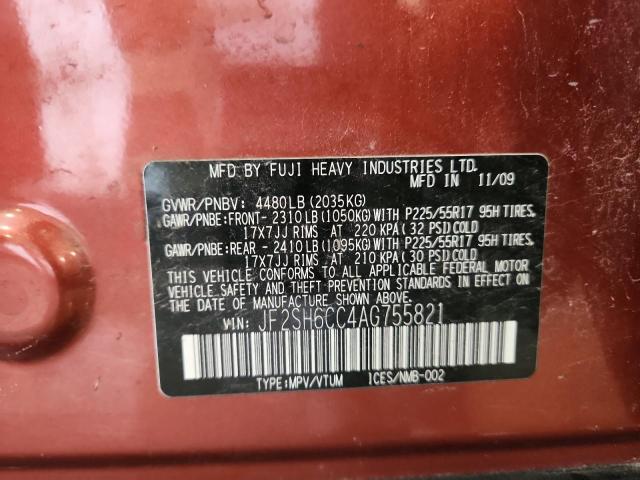 MFD BY FUJI HEAVY INDUSTRIES LTD.
MFD IN 11/09
GVWR/PNBV: 4480LB (2035KG)
GAWR/PNBE:FRONT- 2310LB(1050KG)WITH P225/55R17 95H TIRES,
17X7JJ RIMS AT 220 KPA(32 PSI)COLD
GAWR/PNBE:REAR - 2410LB(1095KG)WITH P225/55R17 95H TIRES,
17X7JJ RIMS AT 210 KPA(30 PSI)COLD
THIS VEHICLE CONFORMS TO ALL APPLICABLE FEDERAL MOTOR
VEHICLE SAFETY, BUMPER, AND THEFT PREVENTION STANDARDS IN EFFECT
ON THE DATE OF MANUFACTURE SHOWN ABOVE.
VIN: JF2SH6CC4AG755821
TYPE:MPV/VTUM ICES/NMB-002